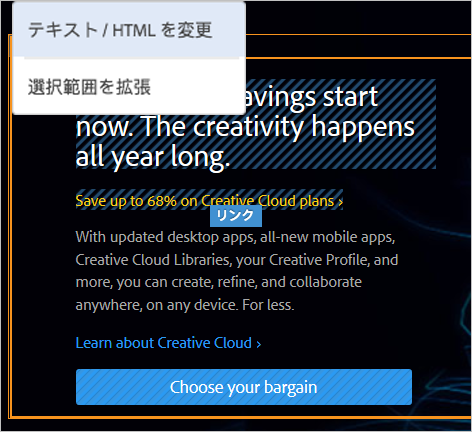 テキスト / HTML を変更
選択範囲を拡張
avings start
now. The creativity happens
all year long.
Save up to 68% on Creative Cloud plans ›
リンク
With updated desktop apps, all-new mobile apps,
Creative Cloud Libraries, your Creative Profile, and
more, you can create, refine, and collaborate
anywhere, on any device. For less.
Learn about Creative Cloud ›
Choose your bargain